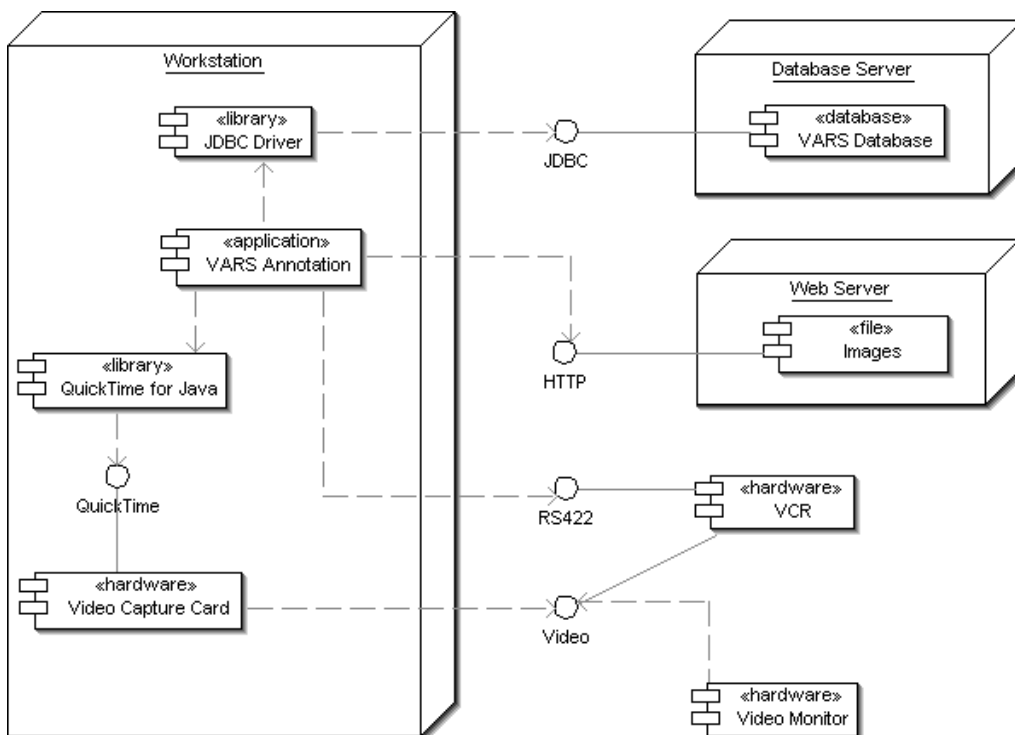 Workstation
«library»
JDBC Driver
«application»
VARS Annotation
«library»
QuickTime for Java
QuickTime
«hardware»
Video Capture Card
JDBC
HTTP
RS422
Video
Database Server
«database»
VARS Database
Web Server
«file»
Images
«hardware»
VCR
«hardware»
Video Monitor